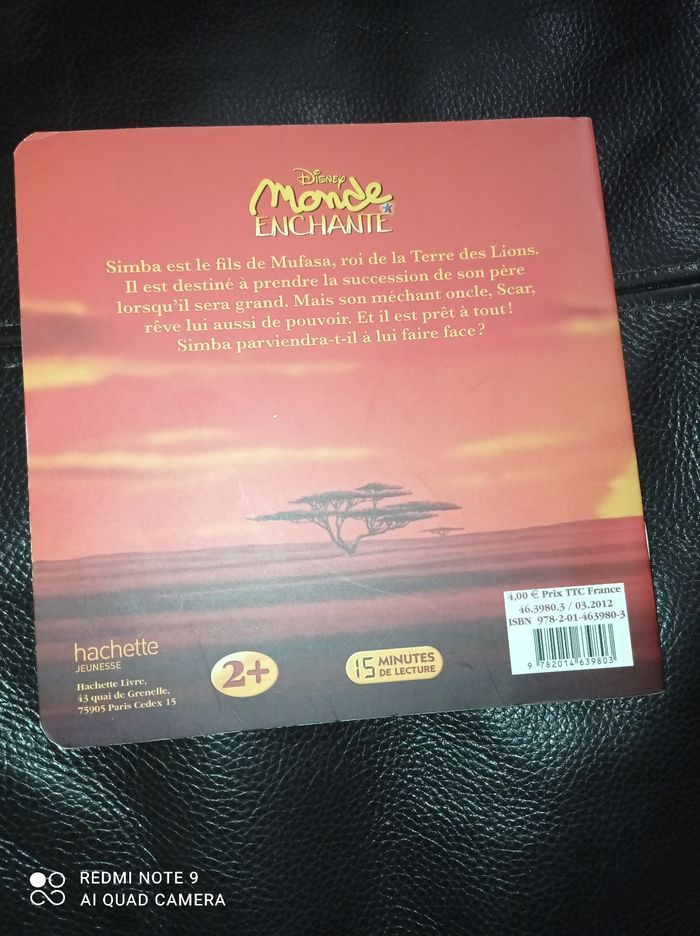 Disney
Monde
ENCHANTÉ
Simba est le fils de Mufasa, roi de la Terre des Lions.
Il est destiné à prendre la succession de son père
lorsqu'il sera grand. Mais son méchant oncle, Scar,
rêve lui aussi de pouvoir. Et il est prêt à tout !
Simba parviendra-t-il à lui faire face ?
4,00 € Prix TTC France
46.3980.3 / 03.2012
ISBN 978-2-01-463980-3
9 782014 639803
hachette
JEUNESSE
Hachette Livre,
43 quai de Grenelle,
75905 Paris Cedex 15
2+
15 MINUTES
DE LECTURE
REDMI NOTE 9
AI QUAD CAMERA